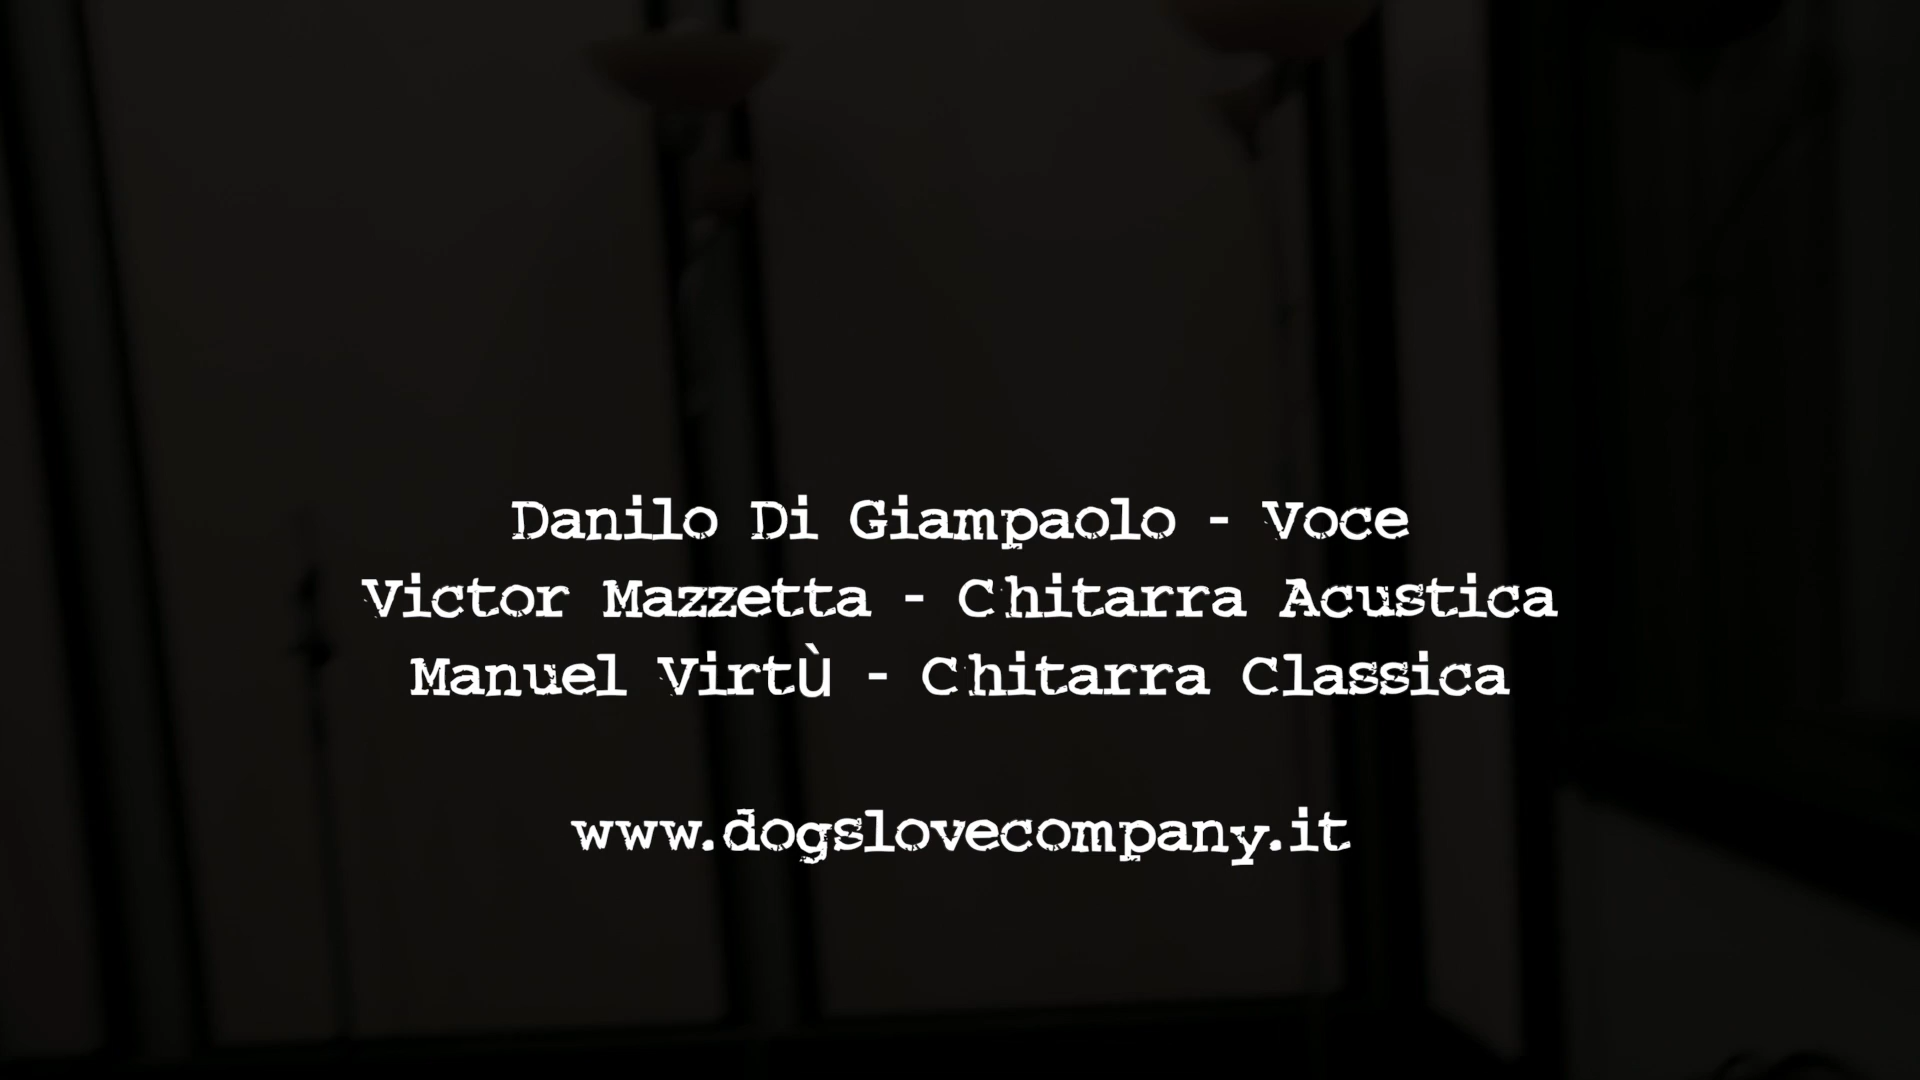 Danilo Di Giampaolo - Voce
Victor Mazzetta - Chitarra Acustica
Manuel VirtÙ - Chitarra Classica
www.dogslovecompany.it